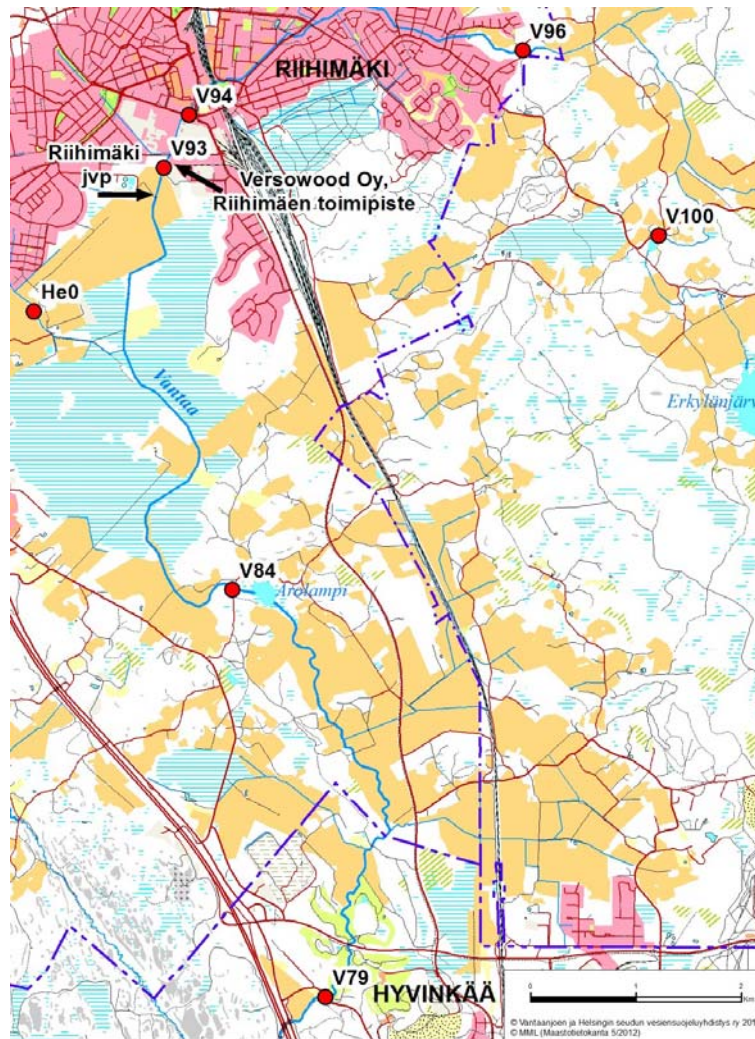 V96
RIIHIMÄKI
V94
V93
Riihimäki
jvp
Versowood Oy,
Riihimäen toimipiste
V100
He0
Vantaa
Erkylänjärv
V84
Arolampi
V79
HYVINKÄÄ
0 1 2
Km
© Vantaanjoen ja Helsingin seudun vesiensuojeluyhdistys ry 201
© MML (Maastotietokanta 5/2012)